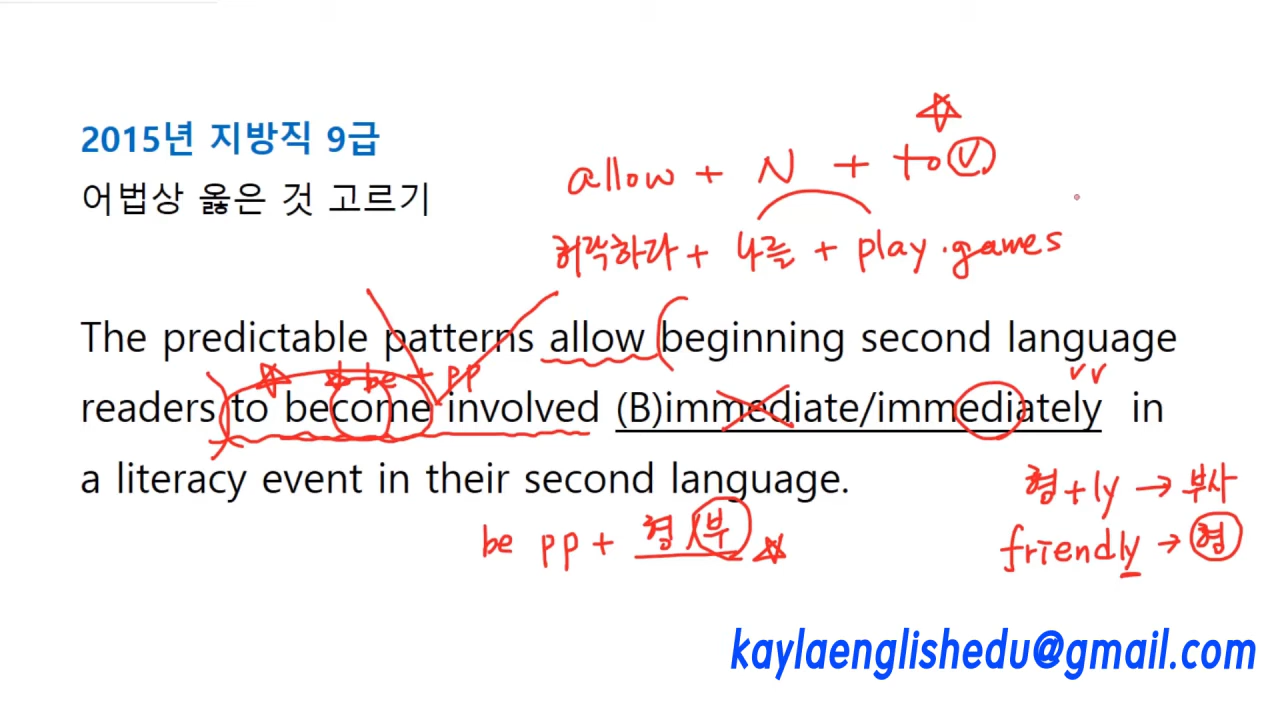 2015년 지방직 9급
어법상 옳은 것 고르기
allow + N + to V
허락하다 + 나를 + play games
The predictable patterns allow beginning second language
be + pp
readers to become involved (B)immediate/immediately in
a literacy event in their second language.
형+ly → 부사
be pp + 형/부
friendly → 형
kaylaenglishedu@gmail.com